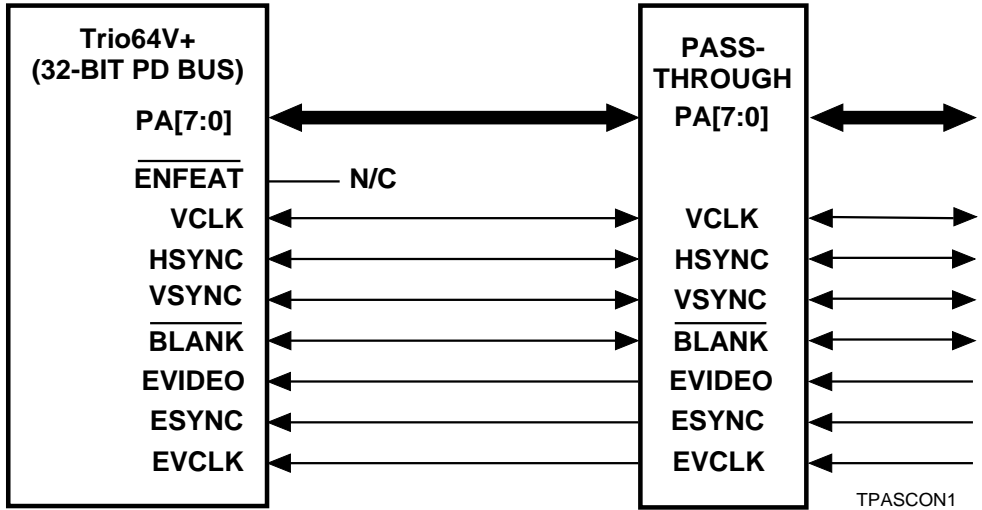 Trio64V+
(32-BIT PD BUS)
PA[7:0]
ENFEAT
N/C
VCLK
HSYNC
VSYNC
BLANK
EVIDEO
ESYNC
EVCLK
PASS-
THROUGH
PA[7:0]
VCLK
HSYNC
VSYNC
BLANK
EVIDEO
ESYNC
EVCLK
TPASCON1